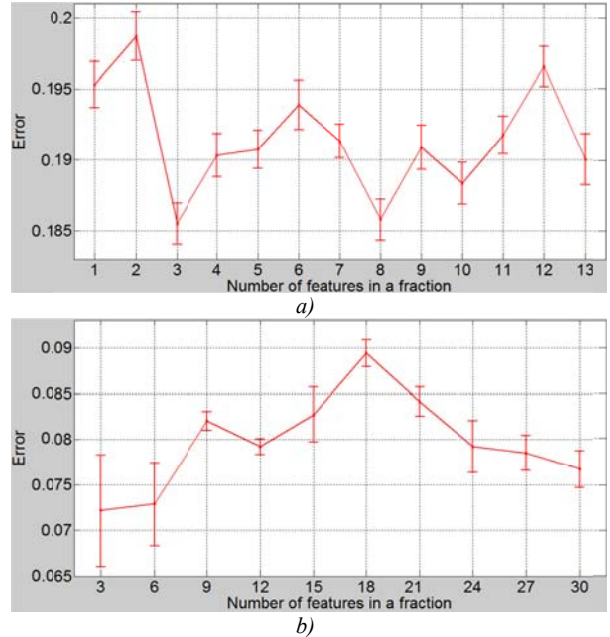 0.2
0.195
0.19
0.185
Error
1 2 3 4 5 6 7 8 9 10 11 12 13
Number of features in a fraction
a)
0.09
0.085
0.08
0.075
0.07
0.065
Error
3 6 9 12 15 18 21 24 27 30
Number of features in a fraction
b)